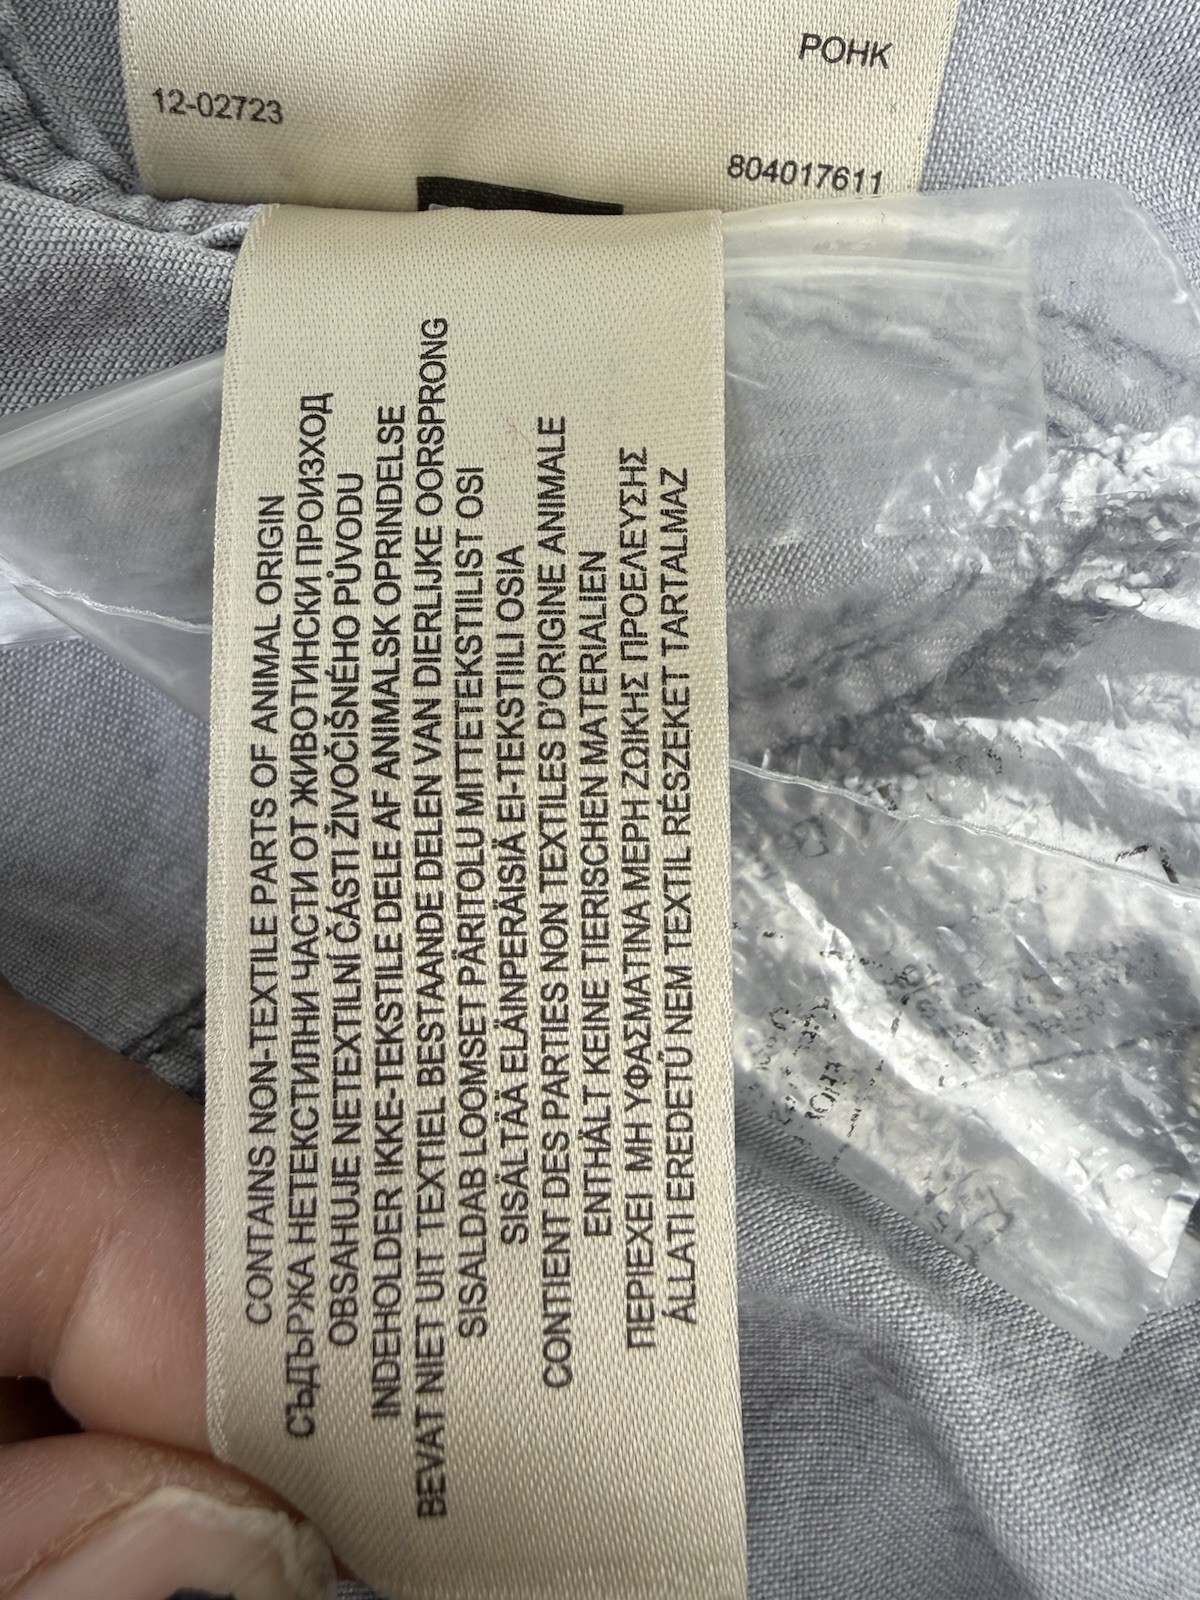 POHK
12-02723
804017611
CONTAINS NON-TEXTILE PARTS OF ANIMAL ORIGIN
СЪДЪРЖА НЕТЕКСТИЛНИ ЧАСТИ ОТ ЖИВОТИНСКИ ПРОИЗХОД
OBSAHUJE NETEXTILNÍ ČÁSTI ŽIVOČIŠNÉHO PŮVODU
INDEHOLDER IKKE-TEKSTILE DELE AF ANIMALSK OPRINDELSE
BEVAT NIET UIT TEXTIEL BESTAANDE DELEN VAN DIERLIJKE OORSPRONG
SISALDAB LOOMSET PÄRITOLU MITTETEKSTIILIST OSI
SISÄLTÄÄ ELÄINPERÄISIÄ EI-TEKSTIILI OSIA
CONTIENT DES PARTIES NON TEXTILES D'ORIGINE ANIMALE
ENTHÄLT KEINE TIERISCHEN MATERIALIEN
ΠΕΡΙΕΧΕΙ ΜΗ ΥΦΑΣΜΑΤΙΝΑ ΜΕΡΗ ΖΩΙΚΗΣ ΠΡΟΕΛΕΥΣΗΣ
ÁLLATI EREDETŰ NEM TEXTIL RÉSZEKET TARTALMAZ